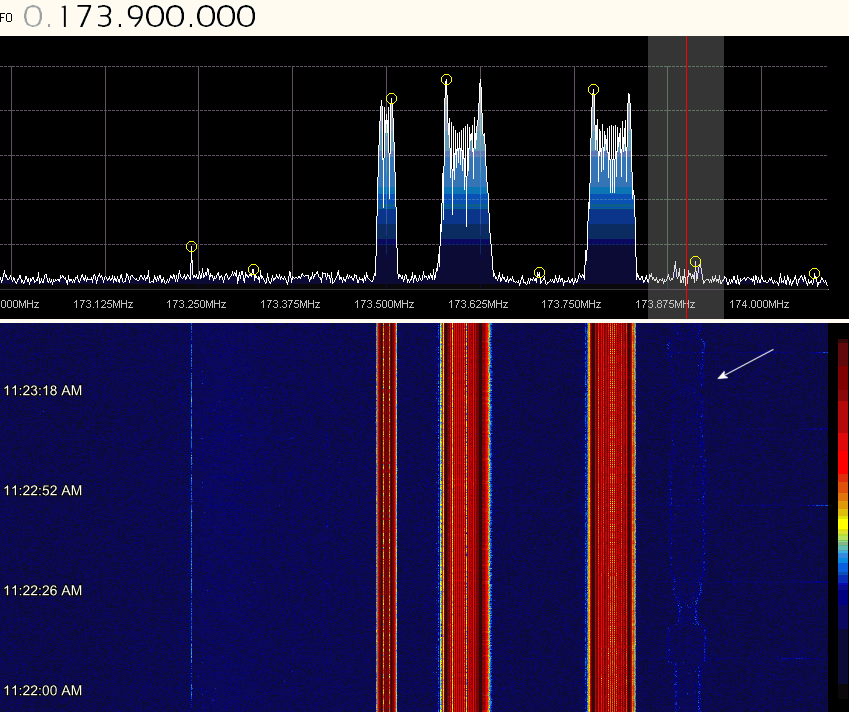 F0 0.173.900.000
000MHz 173.125MHz 173.250MHz 173.375MHz 173.500MHz 173.625MHz 173.750MHz 173.875MHz 174.000MHz
11:23:18 AM
11:22:52 AM
11:22:26 AM
11:22:00 AM